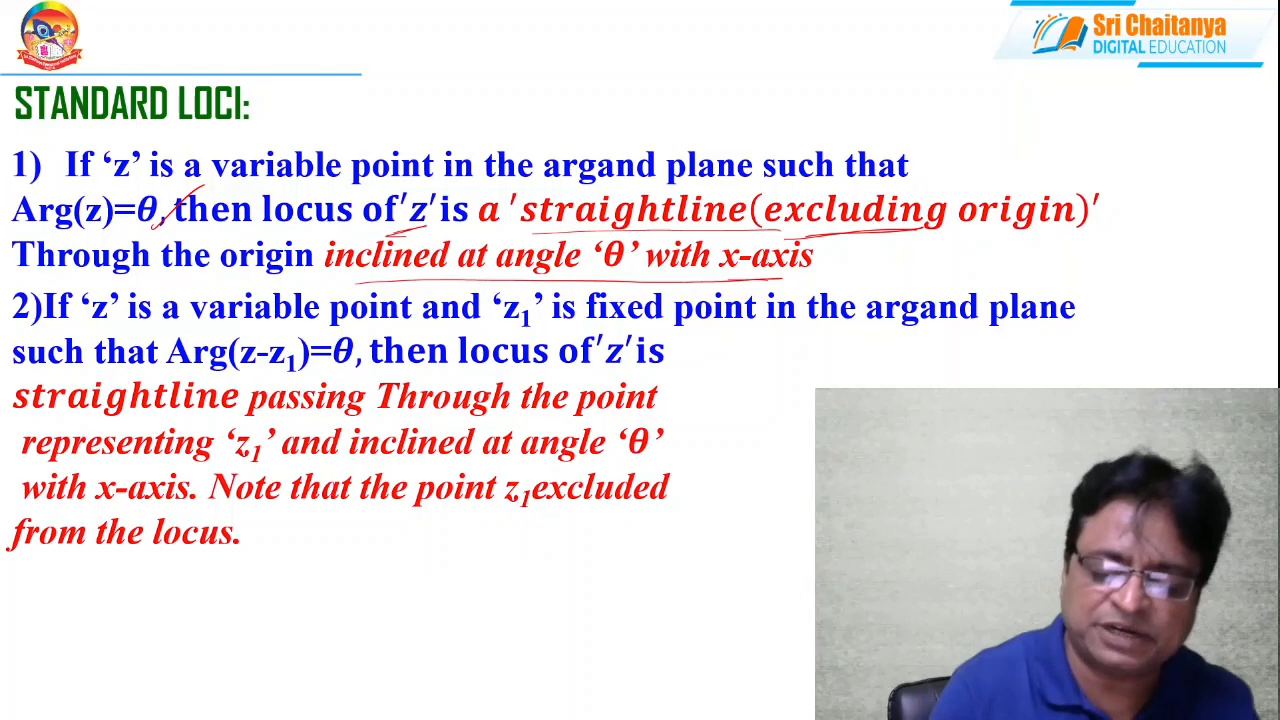 Sri Chaitanya
DIGITAL EDUCATION
STANDARD LOCI:
1) If ‘z’ is a variable point in the argand plane such that
Arg(z)=θ, then locus of ′z′ is a ′straightline(excluding origin)′
Through the origin inclined at angle ‘θ’ with x-axis
2)If ‘z’ is a variable point and ‘z₁’ is fixed point in the argand plane
such that Arg(z-z₁)=θ, then locus of ′z′ is
straightline passing Through the point
representing ‘z₁’ and inclined at angle ‘θ’
with x-axis. Note that the point z₁excluded
from the locus.